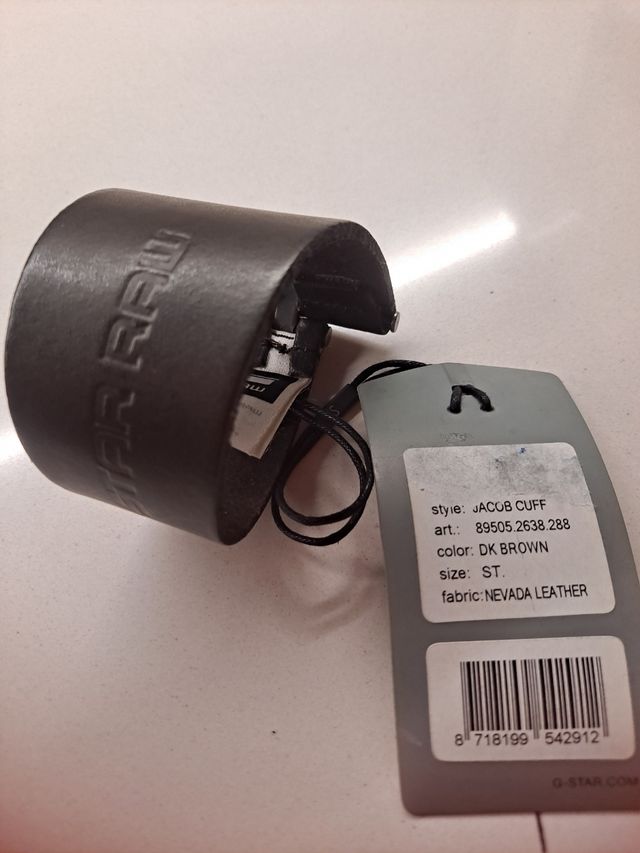 STAR RAW
style: JACOB CUFF
art.: 89505.2638.288
color: DK BROWN
size: ST.
fabric: NEVADA LEATHER
8 718199 542912
G-STAR.COM